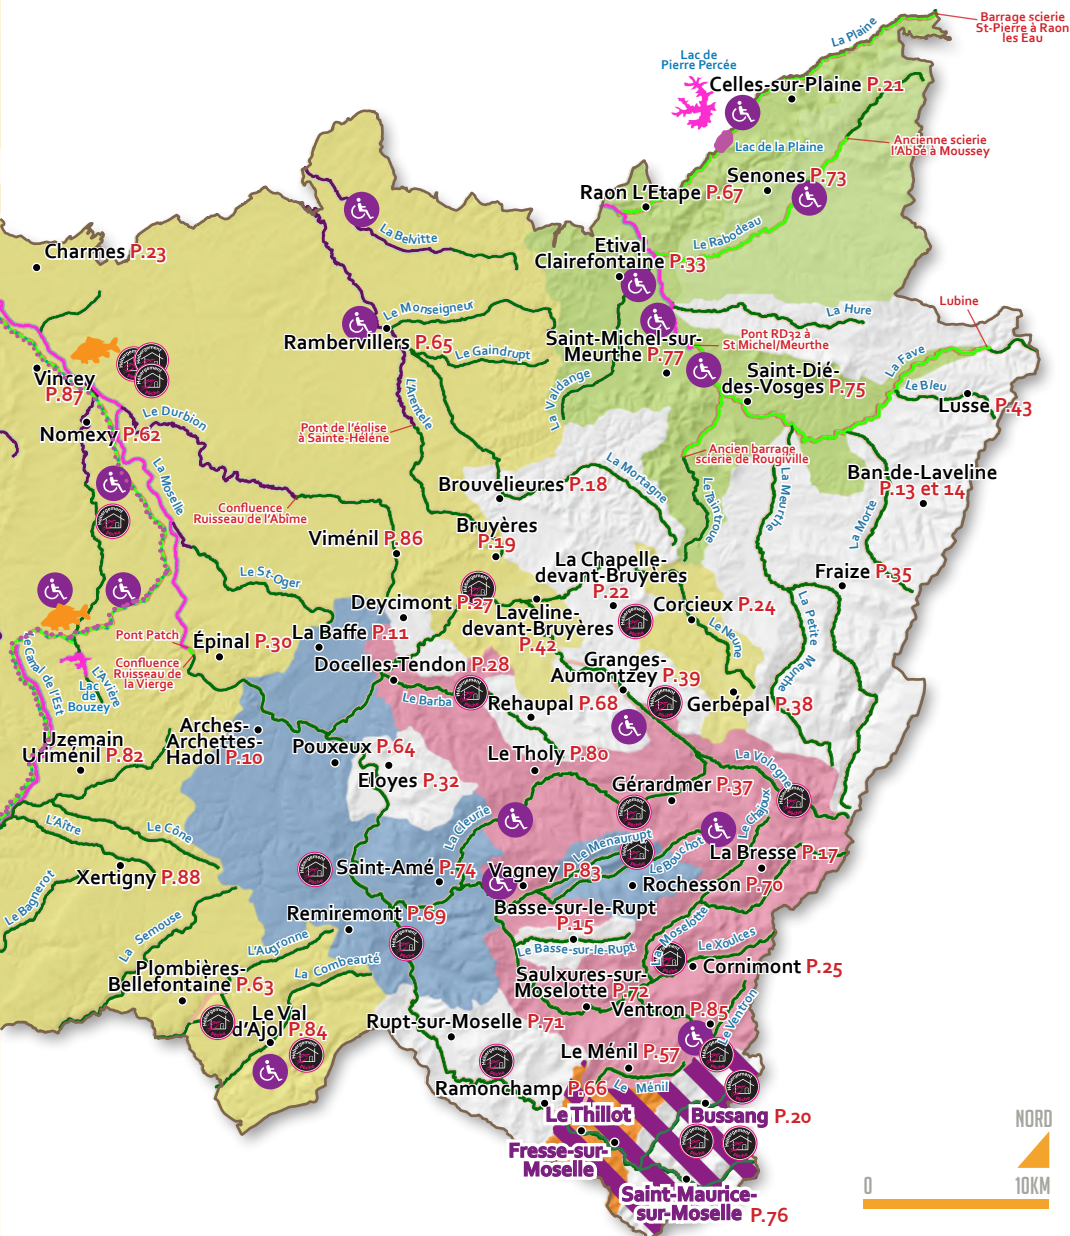 Barrage scierie
St-Pierre à Raon
les Eau
La Plaine
Lac de
Pierre Percée
Celles-sur-Plaine P.21
Ancienne scierie
l'Abbé à Moussey
Lac de la Plaine
Senones P.73
Raon L'Etape P.67
Le Rabodeau
La Belvitte
Charmes P.23
Etival
Clairefontaine P.33
Lubine
La Hure
Le Monseigneur
Rambervillers P.65
Saint-Michel-sur-
Meurthe P.77
Pont RD32 à
St Michel/Meurthe
Le Gaindrupt
La Fave
Le Bleu
Vincey
P.87
Saint-Dié-
des-Vosges P.75
La Valdange
L'Arentele
Lusse P.43
Le Durbion
Nomexy P.62
Pont de l'église
à Sainte-Hélène
Ancien barrage
scierie de Rougiville
La Moselle
La Mortagne
Le Taintroue
La Meurthe
Ban-de-Laveline
P.13 et 14
Brouvelieures P.18
Confluence
Ruisseau de l'Abîme
La Morte
Bruyères
P.19
Viménil P.86
La Chapelle-
devant-Bruyères
P.22
Le St-Oger
Fraize P.35
Deycimont P.27
Laveline-
devant-Bruyères
P.42
Corcieux P.24
La Petite Meurthe
Le Neune
Pont Patch
Épinal P.30
La Baffe P.11
Le Canal de l'Est
Confluence
Ruisseau de
la Vierge
L'Avière
Lac
de
Bouzey
Docelles-Tendon P.28
Granges-
Aumontzey P.39
Le Barba
Rehaupal P.68
Gerbépal P.38
Arches-
Archettes-
Hadol P.10
Uzemain
Uriménil P.82
Pouxeux P.64
Le Tholy P.80
La Vologne
Eloyes P.32
Gérardmer P.37
Le Chajoux
L'Aître
Le Cône
La Cleurie
Le Menaurupt
Le Bouchot
La Bresse P.17
Xertigny P.88
Saint-Amé P.74
Vagney P.83
Rochesson P.70
Le Bagnerot
La Semouse
Remiremont P.69
Basse-sur-le-Rupt
P.15
La Moselotte
Le Xoulces
L'Augronne
Le Basse-sur-le-Rupt
La Combeauté
Plombières-
Bellefontaine P.63
Saulxures-sur-
Moselotte P.72
Cornimont P.25
Le Val
d'Ajol P.84
Rupt-sur-Moselle P.71
Ventron P.85
Le Ventron
Le Ménil P.57
Le Ménil
Ramonchamp P.66
Le Thillot
Bussang P.20
Fresse-sur-
Moselle
Saint-Maurice-
sur-Moselle P.76
NORD
0 10KM